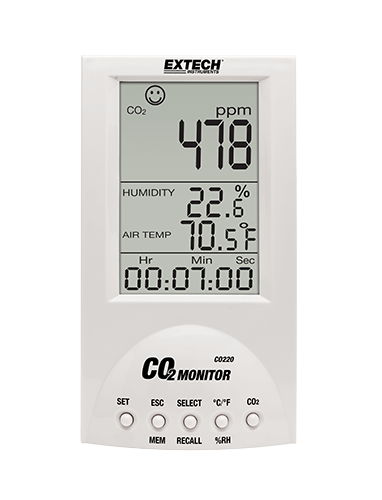 EXTECH
INSTRUMENTS
CO2 ppm
478
HUMIDITY 22.6%
AIR TEMP 70.5°F
Hr Min Sec
00:07:00
CO220
CO2 MONITOR
SET ESC SELECT °C/°F CO2
MEM RECALL %RH